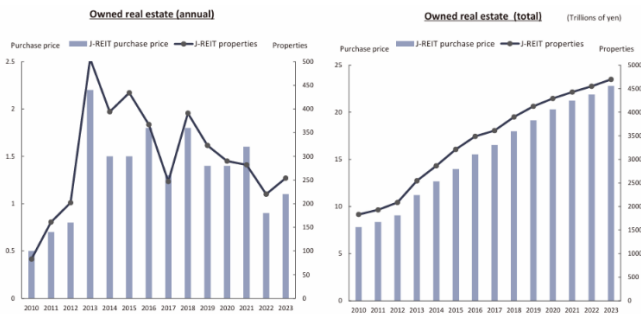 Owned real estate (annual)
Purchase price
J-REIT purchase price
J-REIT properties
Properties
2.5
2
1.5
1
0.5
0
500
450
400
350
300
250
200
150
100
50
0
2010 2011 2012 2013 2014 2015 2016 2017 2018 2019 2020 2021 2022 2023
Owned real estate (total)
(Trillions of yen)
Purchase price
J-REIT purchase price
J-REIT properties
Properties
25
20
15
10
5
0
5000
4500
4000
3500
3000
2500
2000
1500
1000
500
0
2010 2011 2012 2013 2014 2015 2016 2017 2018 2019 2020 2021 2022 2023